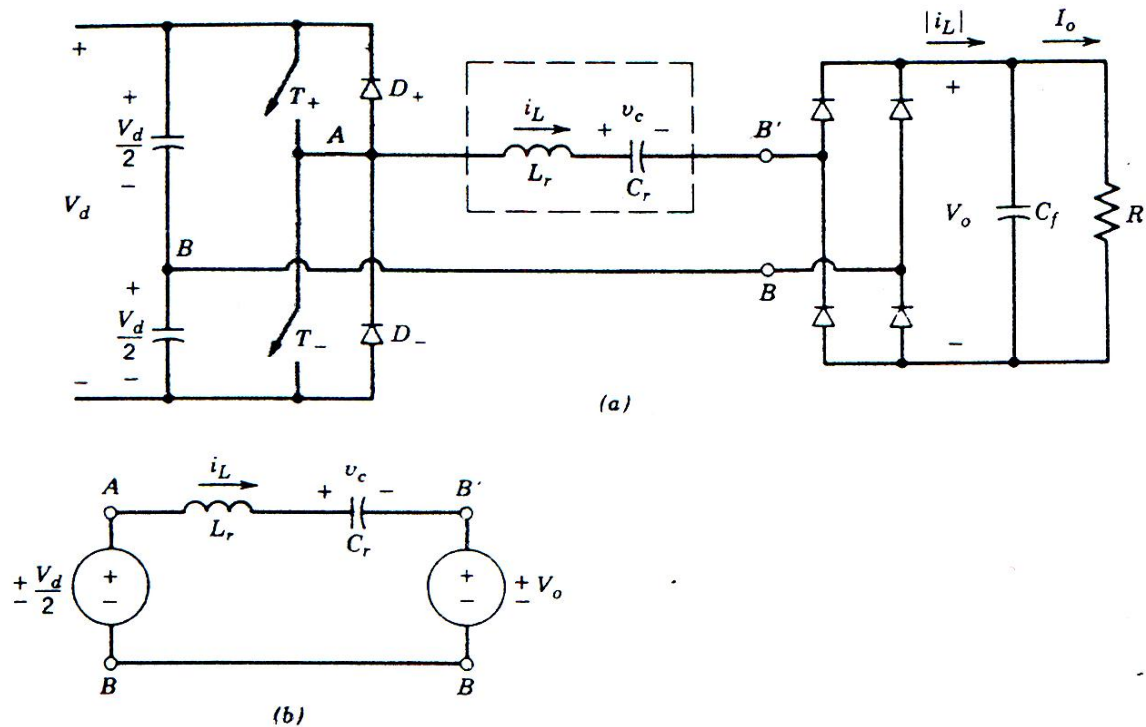 |i_L|
I_o
+
T_+
D_+
+
V_d/2
−
A
i_L
+ v_c −
L_r
C_r
B′
+
V_d
B
V_o
C_f
R
+
V_d/2
−
T_−
D_−
B
−
−
(a)
i_L
A
+ v_c −
B′
L_r
C_r
± V_d/2
+
−
+
−
± V_o
B
B
(b)